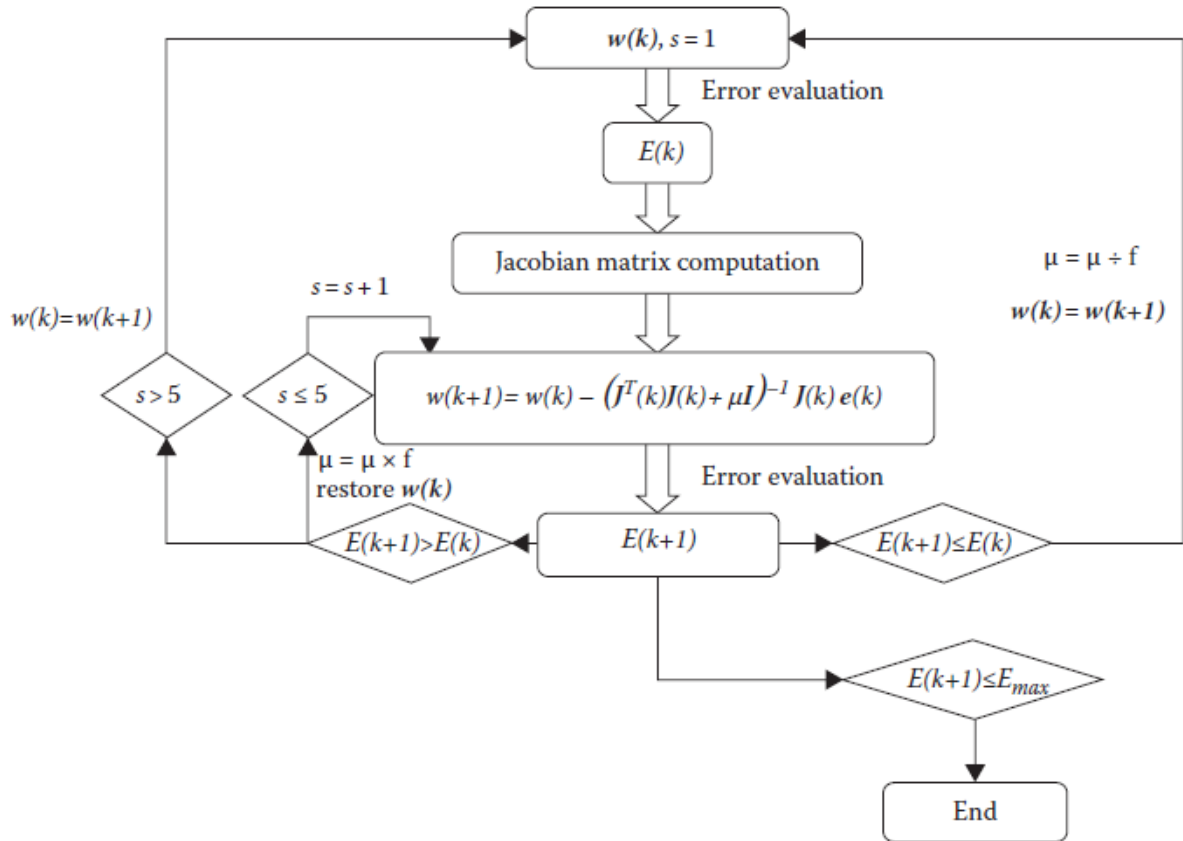 w(k), s = 1
Error evaluation
E(k)
Jacobian matrix computation
μ = μ ÷ f
s = s + 1
w(k)=w(k+1)
w(k) = w(k+1)
s > 5
s ≤ 5
w(k+1) = w(k) − (Jᵀ(k)J(k) + μI)⁻¹ J(k) e(k)
μ = μ × f
restore w(k)
Error evaluation
E(k+1)>E(k)
E(k+1)
E(k+1)≤E(k)
E(k+1)≤E_max
End